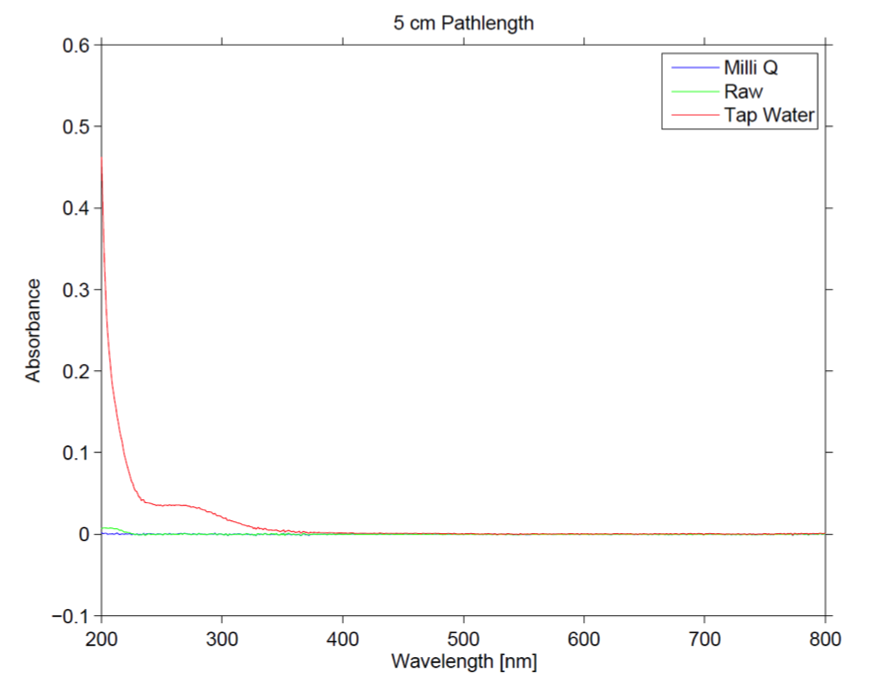 5 cm Pathlength
0.6
0.5
0.4
0.3
0.2
0.1
0
−0.1
Absorbance
200 300 400 500 600 700 800
Wavelength [nm]
Milli Q
Raw
Tap Water